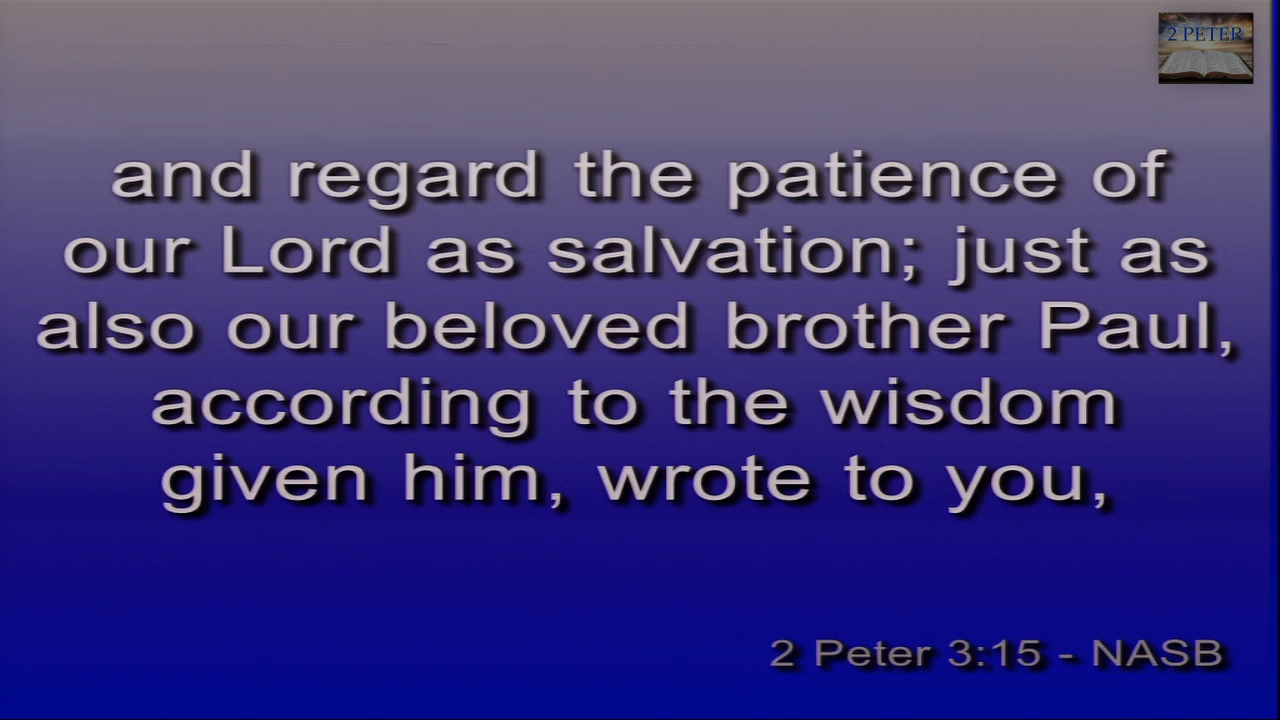 2 PETER
and regard the patience of
our Lord as salvation; just as
also our beloved brother Paul,
according to the wisdom
given him, wrote to you,
2 Peter 3:15 - NASB